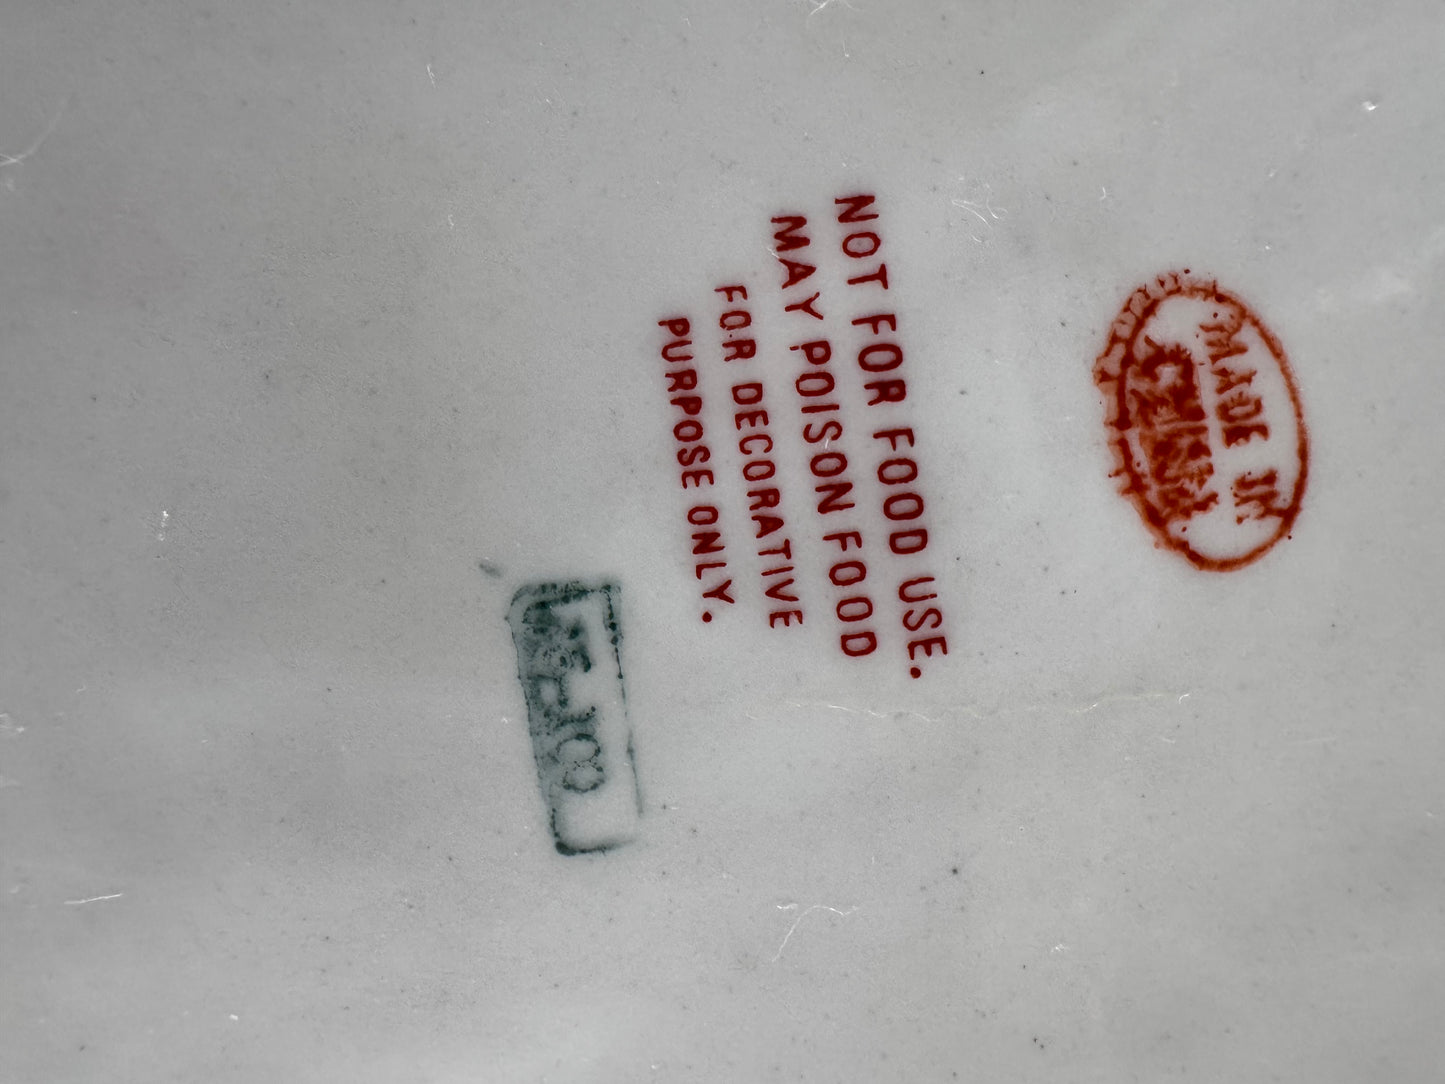 MADE IN
NOT FOR FOOD USE.
MAY POISON FOOD
FOR DECORATIVE
PURPOSE ONLY.